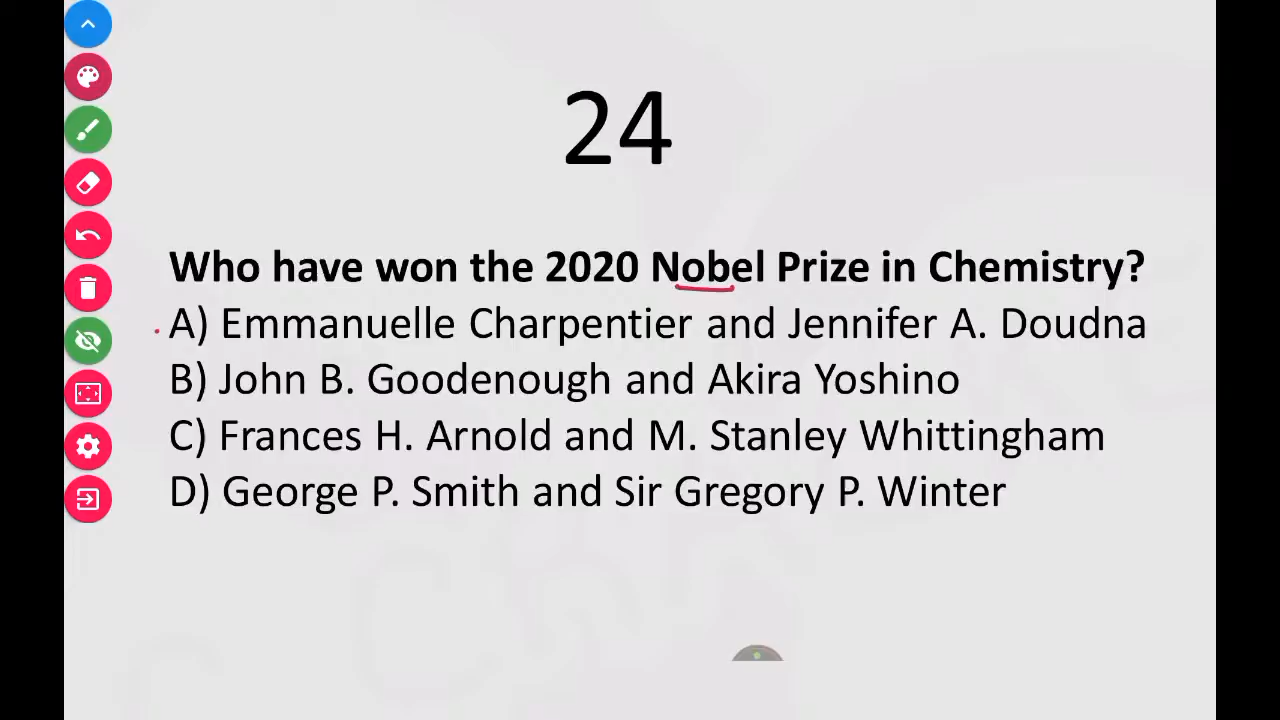 24
Who have won the 2020 Nobel Prize in Chemistry?
A) Emmanuelle Charpentier and Jennifer A. Doudna
B) John B. Goodenough and Akira Yoshino
C) Frances H. Arnold and M. Stanley Whittingham
D) George P. Smith and Sir Gregory P. Winter